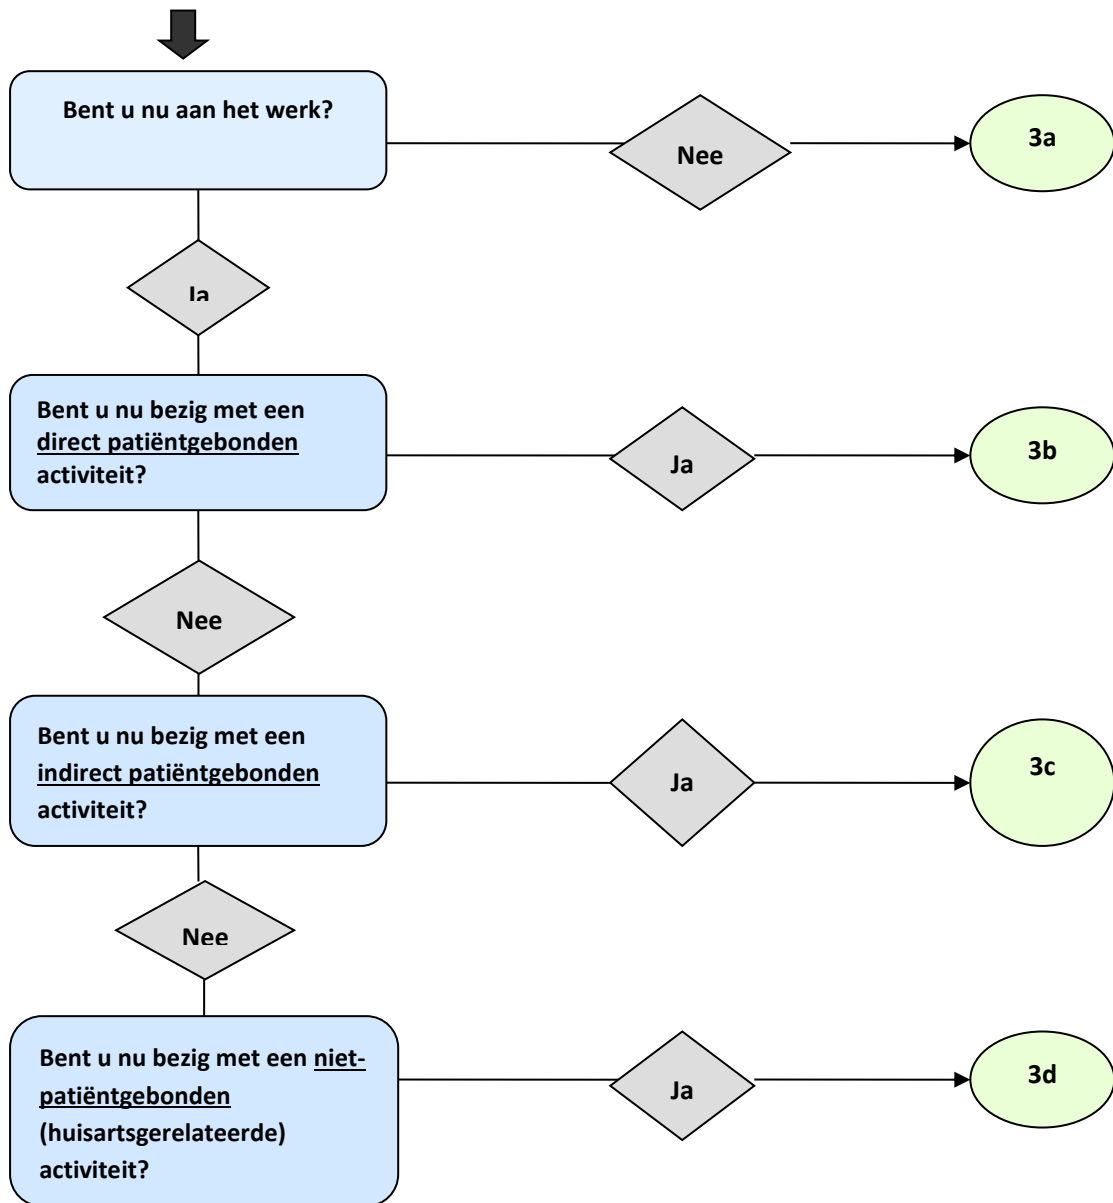 Bent u nu aan het werk?
Nee
3a
Ja
Bent u nu bezig met een
direct patiëntgebonden
activiteit?
Ja
3b
Nee
Bent u nu bezig met een
indirect patiëntgebonden
activiteit?
Ja
3c
Nee
Bent u nu bezig met een niet-
patiëntgebonden
(huisartsgerelateerde)
activiteit?
Ja
3d